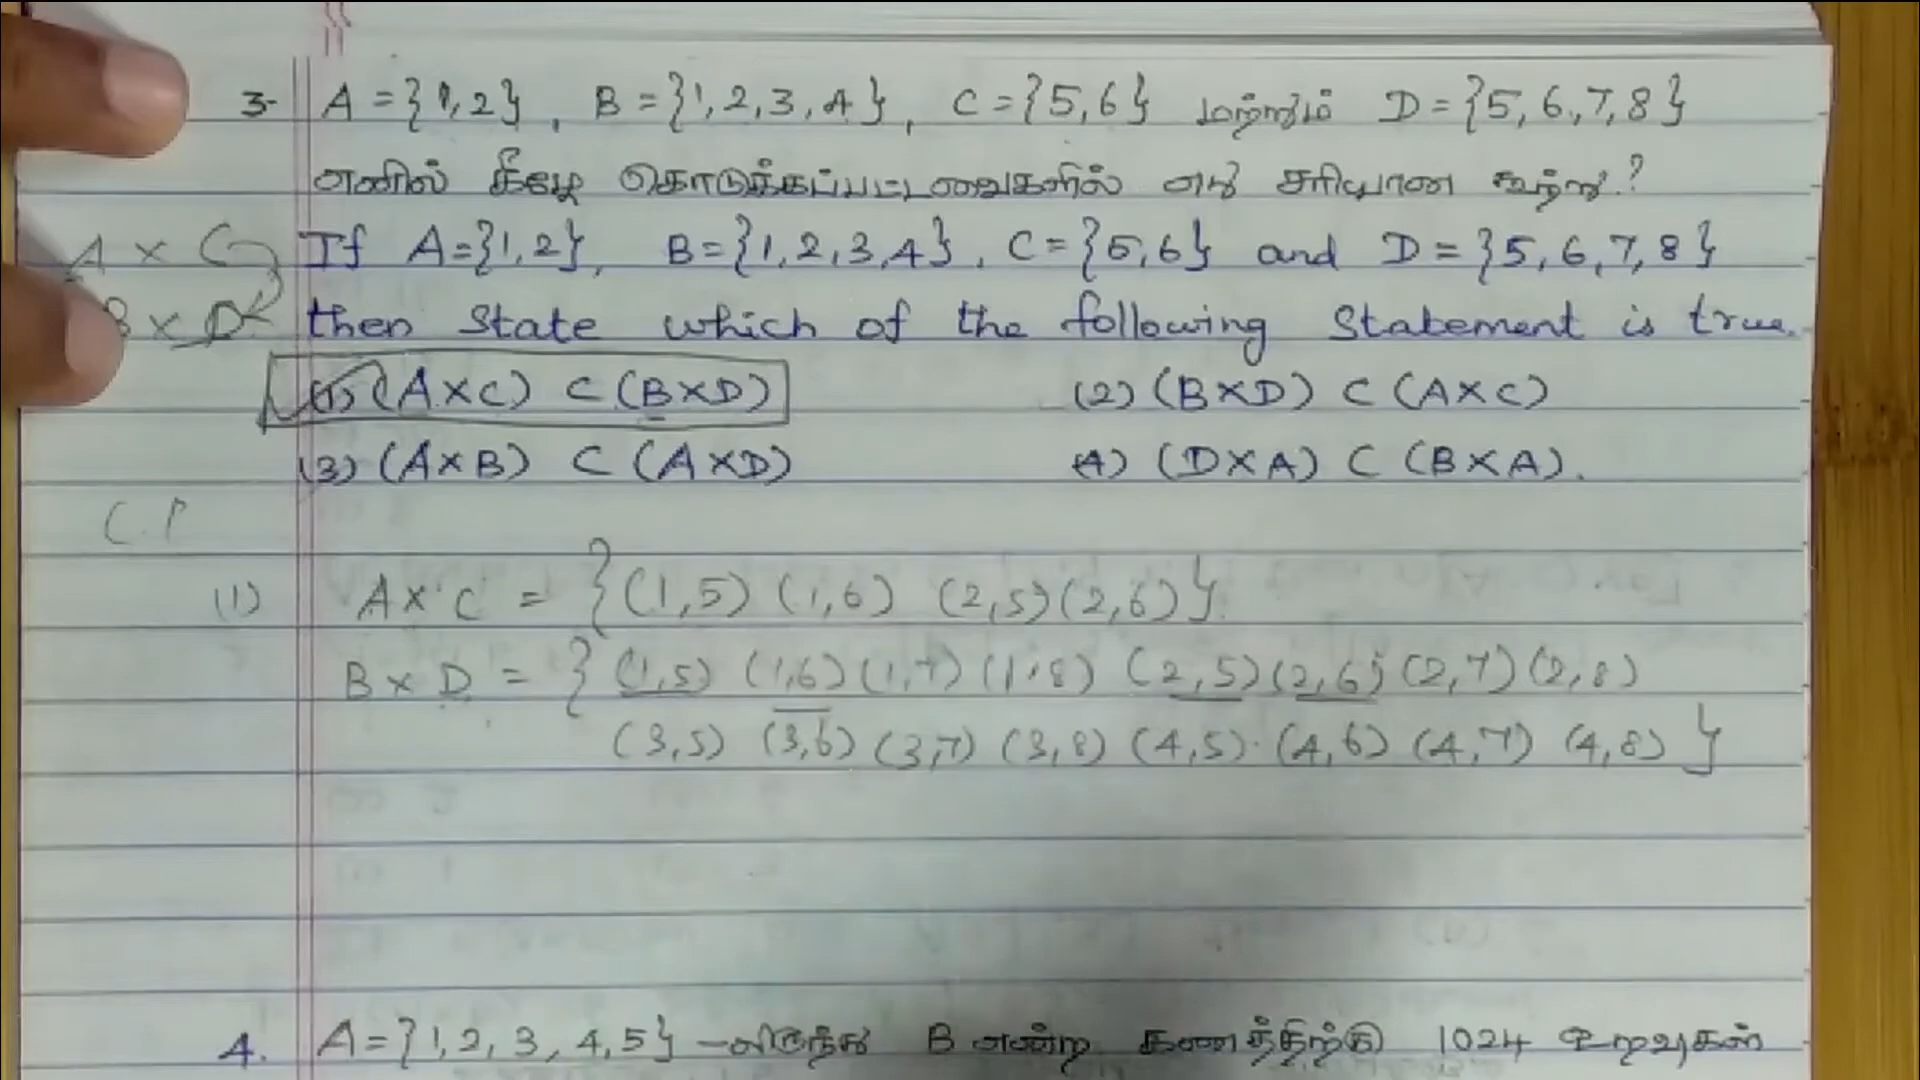 3. A = {1,2}, B = {1,2,3,4}, C = {5,6} மற்றும் D = {5,6,7,8}
எனில் கீழே கொடுக்கப்பட்டவைகளில் எது சரியான கூற்று?
A × C
If A = {1,2}, B = {1,2,3,4}, C = {5,6} and D = {5,6,7,8}
B × D
then State which of the following Statement is true.
(1) (A×C) ⊂ (B×D) (2) (B×D) ⊂ (A×C)
(3) (A×B) ⊂ (A×D) (4) (D×A) ⊂ (B×A).
C.P
(1) A × C = {(1,5) (1,6) (2,5) (2,6)}
B × D = {(1,5) (1,6) (1,7) (1,8) (2,5) (2,6) (2,7) (2,8)
(3,5) (3,6) (3,7) (3,8) (4,5) (4,6) (4,7) (4,8)}
4. A = {1,2,3,4,5} -லிருந்து B என்ற கணத்திற்கு 1024 உறவுகள்